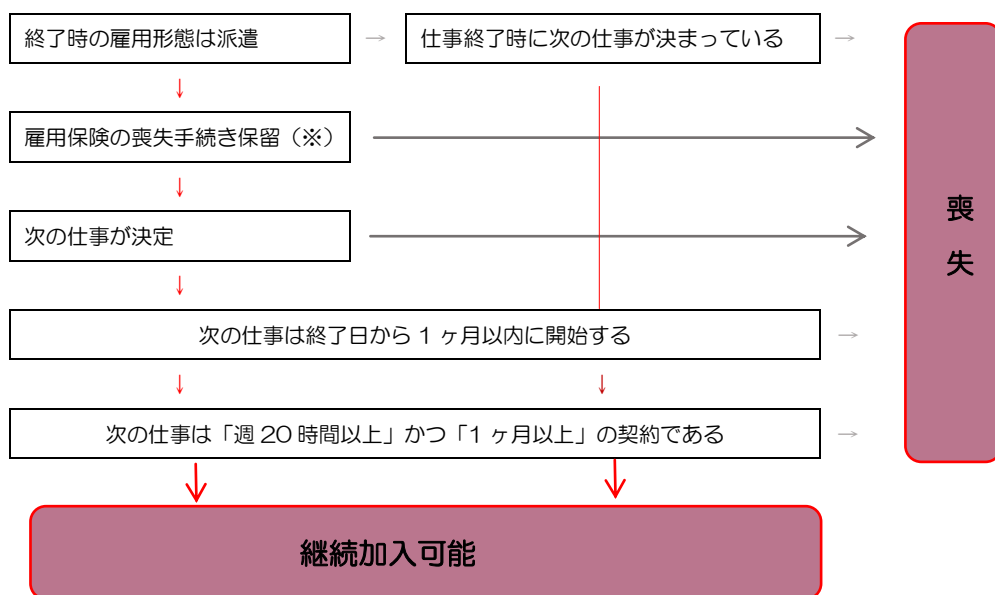 終了時の雇用形態は派遣
仕事終了時に次の仕事が決まっている
雇用保険の喪失手続き保留（※）
次の仕事が決定
喪失
次の仕事は終了日から 1 ヶ月以内に開始する
次の仕事は「週 20 時間以上」かつ「1 ヶ月以上」の契約である
継続加入可能